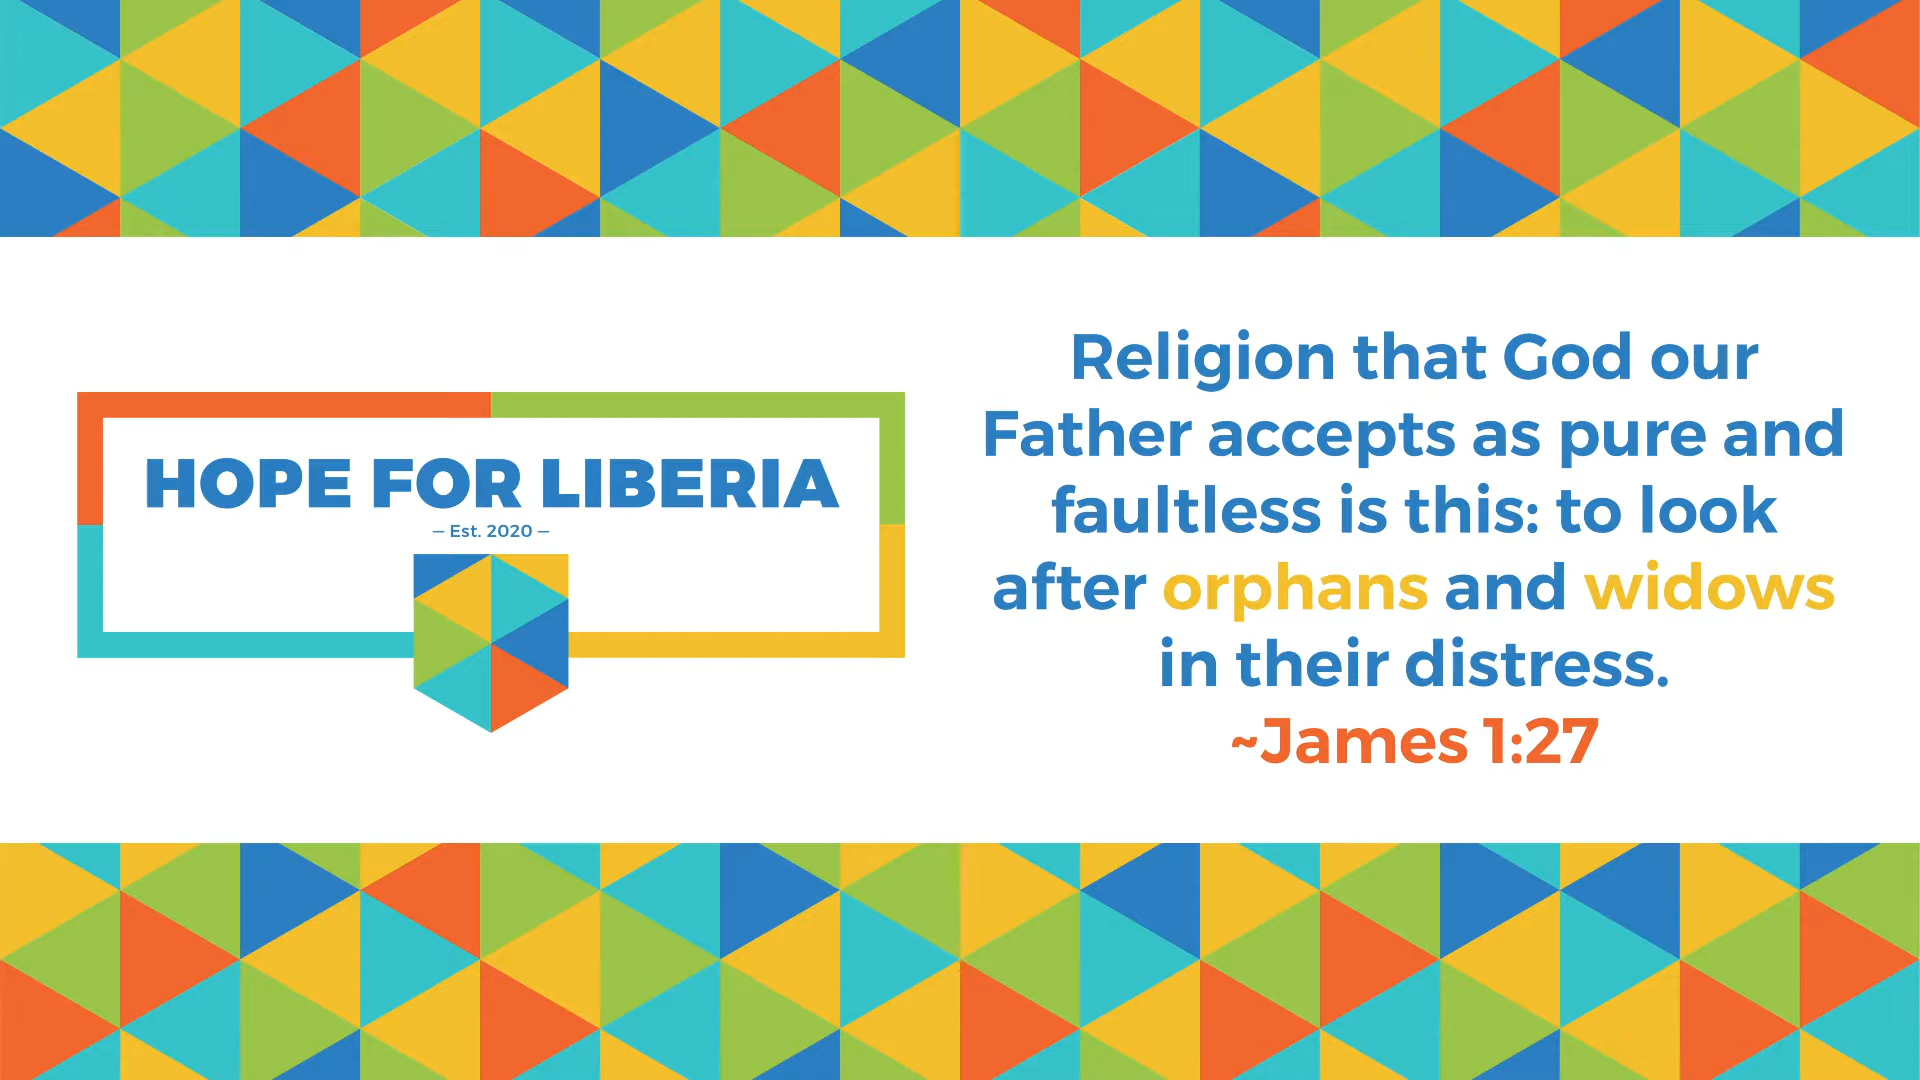 HOPE FOR LIBERIA
– Est. 2020 –
Religion that God our
Father accepts as pure and
faultless is this: to look
after orphans and widows
in their distress.
~James 1:27